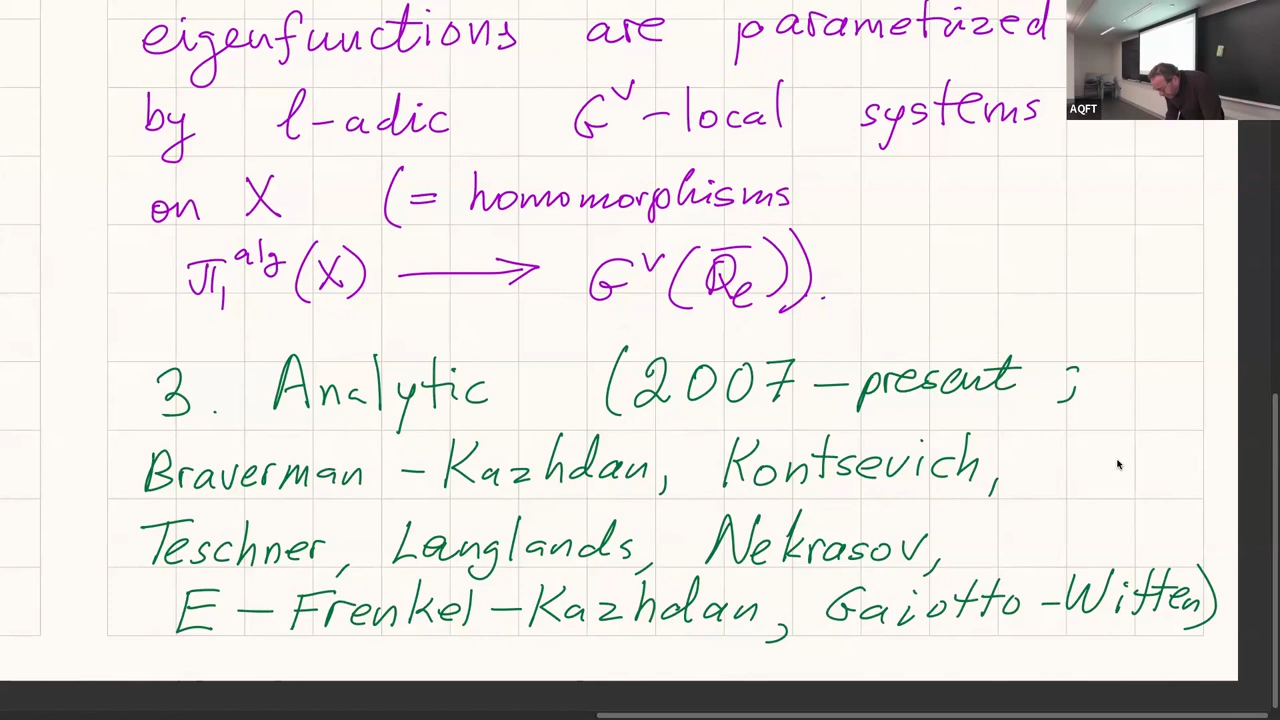 eigenfunctions are parametrized
AQFT
by l-adic G^∨-local systems
on X (= homomorphisms
π₁^alg(X) ⟶ G^∨(Q̅_ℓ)).
3. Analytic (2007 – present ;
Braverman - Kazhdan, Kontsevich,
Teschner, Langlands, Nekrasov,
E – Frenkel – Kazhdan, Gaiotto - Witten)